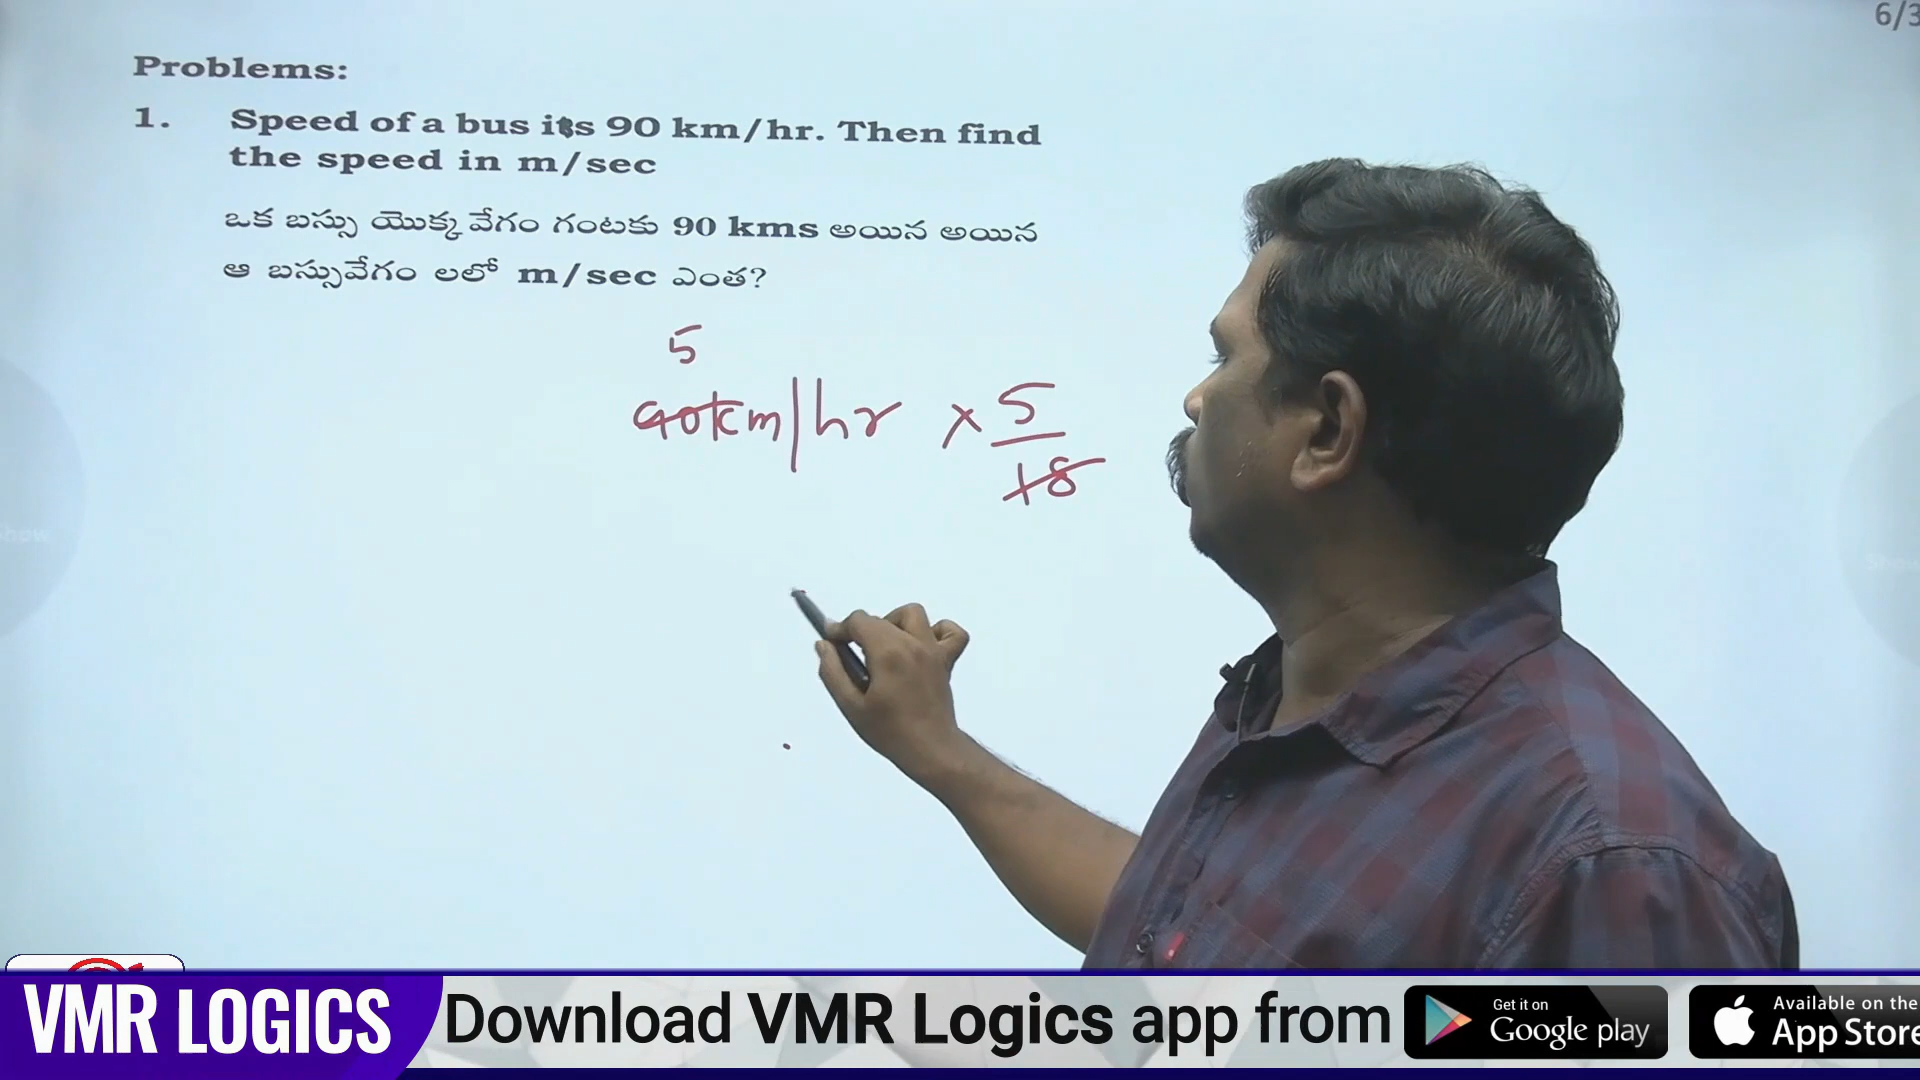 6/3
Problems:
1. Speed of a bus its 90 km/hr. Then find
the speed in m/sec
ఒక బస్సు యొక్క వేగం గంటకు 90 kms అయిన అయిన
ఆ బస్సువేగం లలో m/sec ఎంత?
5
90km/hr × 5/18
VMR LOGICS
Download VMR Logics app from
Get it on
Google play
Available on the
App Store